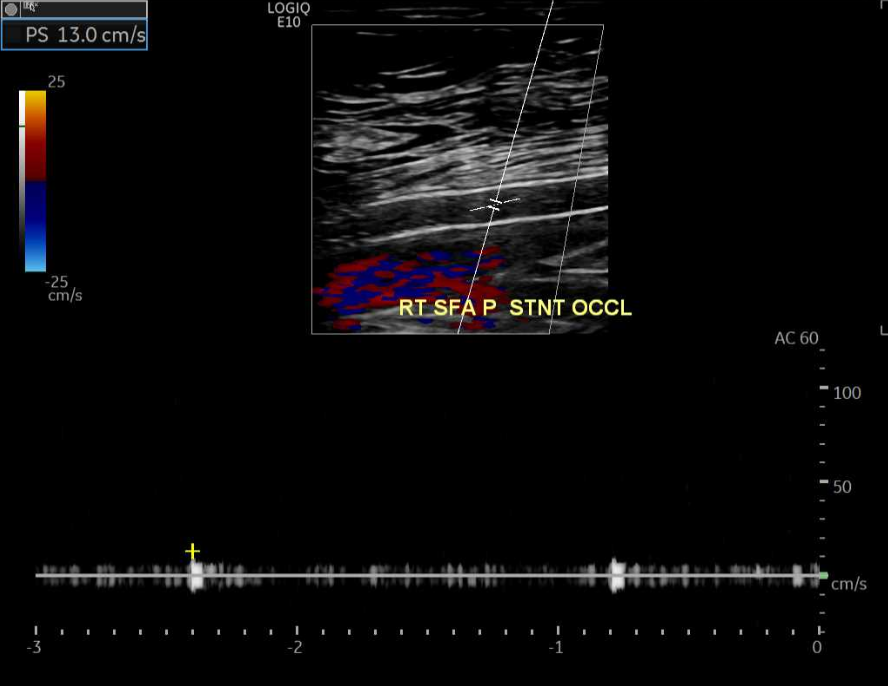 LOGIQ
E10
PS 13.0 cm/s
25
-25
cm/s
RT SFA P STNT OCCL
AC 60
100
50
cm/s
-3 -2 -1 0